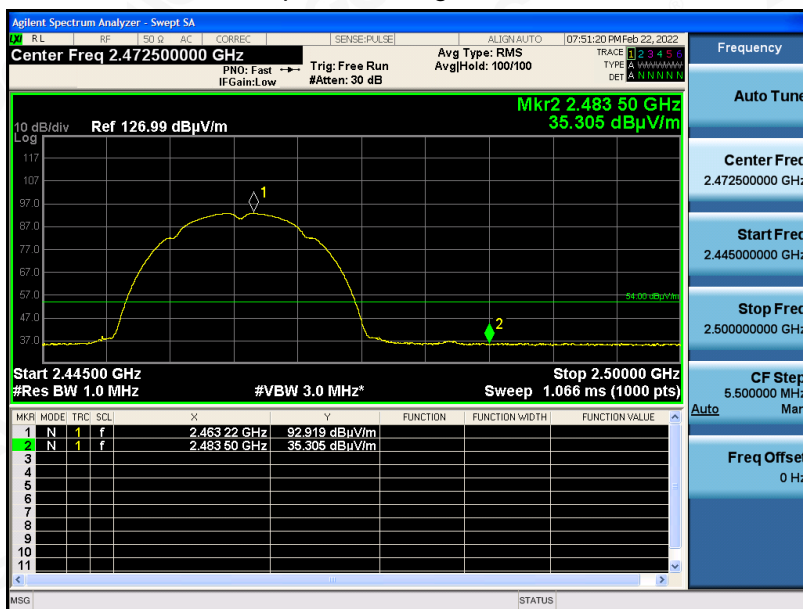 Agilent Spectrum Analyzer - Swept SA
LXI RL RF 50 Ω AC CORREC SENSE:PULSE ALIGN AUTO 07:51:20 PM Feb 22, 2022
Center Freq 2.472500000 GHz
PNO: Fast
IFGain:Low
Trig: Free Run
#Atten: 30 dB
Avg Type: RMS
Avg|Hold: 100/100
TRACE 1 2 3 4 5 6
TYPE A WWWWW
DET A N N N N N
Mkr2 2.483 50 GHz
35.305 dBµV/m
10 dB/div Ref 126.99 dBµV/m
Log
117
107
97.0
87.0
77.0
67.0
57.0
47.0
37.0
1
54.00 dBµV/m
2
Start 2.44500 GHz Stop 2.50000 GHz
#Res BW 1.0 MHz #VBW 3.0 MHz* Sweep 1.066 ms (1000 pts)
MKR MODE TRC SCL X Y FUNCTION FUNCTION WIDTH FUNCTION VALUE
1 N 1 f 2.463 22 GHz 92.919 dBµV/m
2 N 1 f 2.483 50 GHz 35.305 dBµV/m
3
4
5
6
7
8
9
10
11
MSG STATUS
Frequency
Auto Tune
Center Freq
2.472500000 GHz
Start Freq
2.445000000 GHz
Stop Freq
2.500000000 GHz
CF Step
5.500000 MHz
Auto Man
Freq Offset
0 Hz